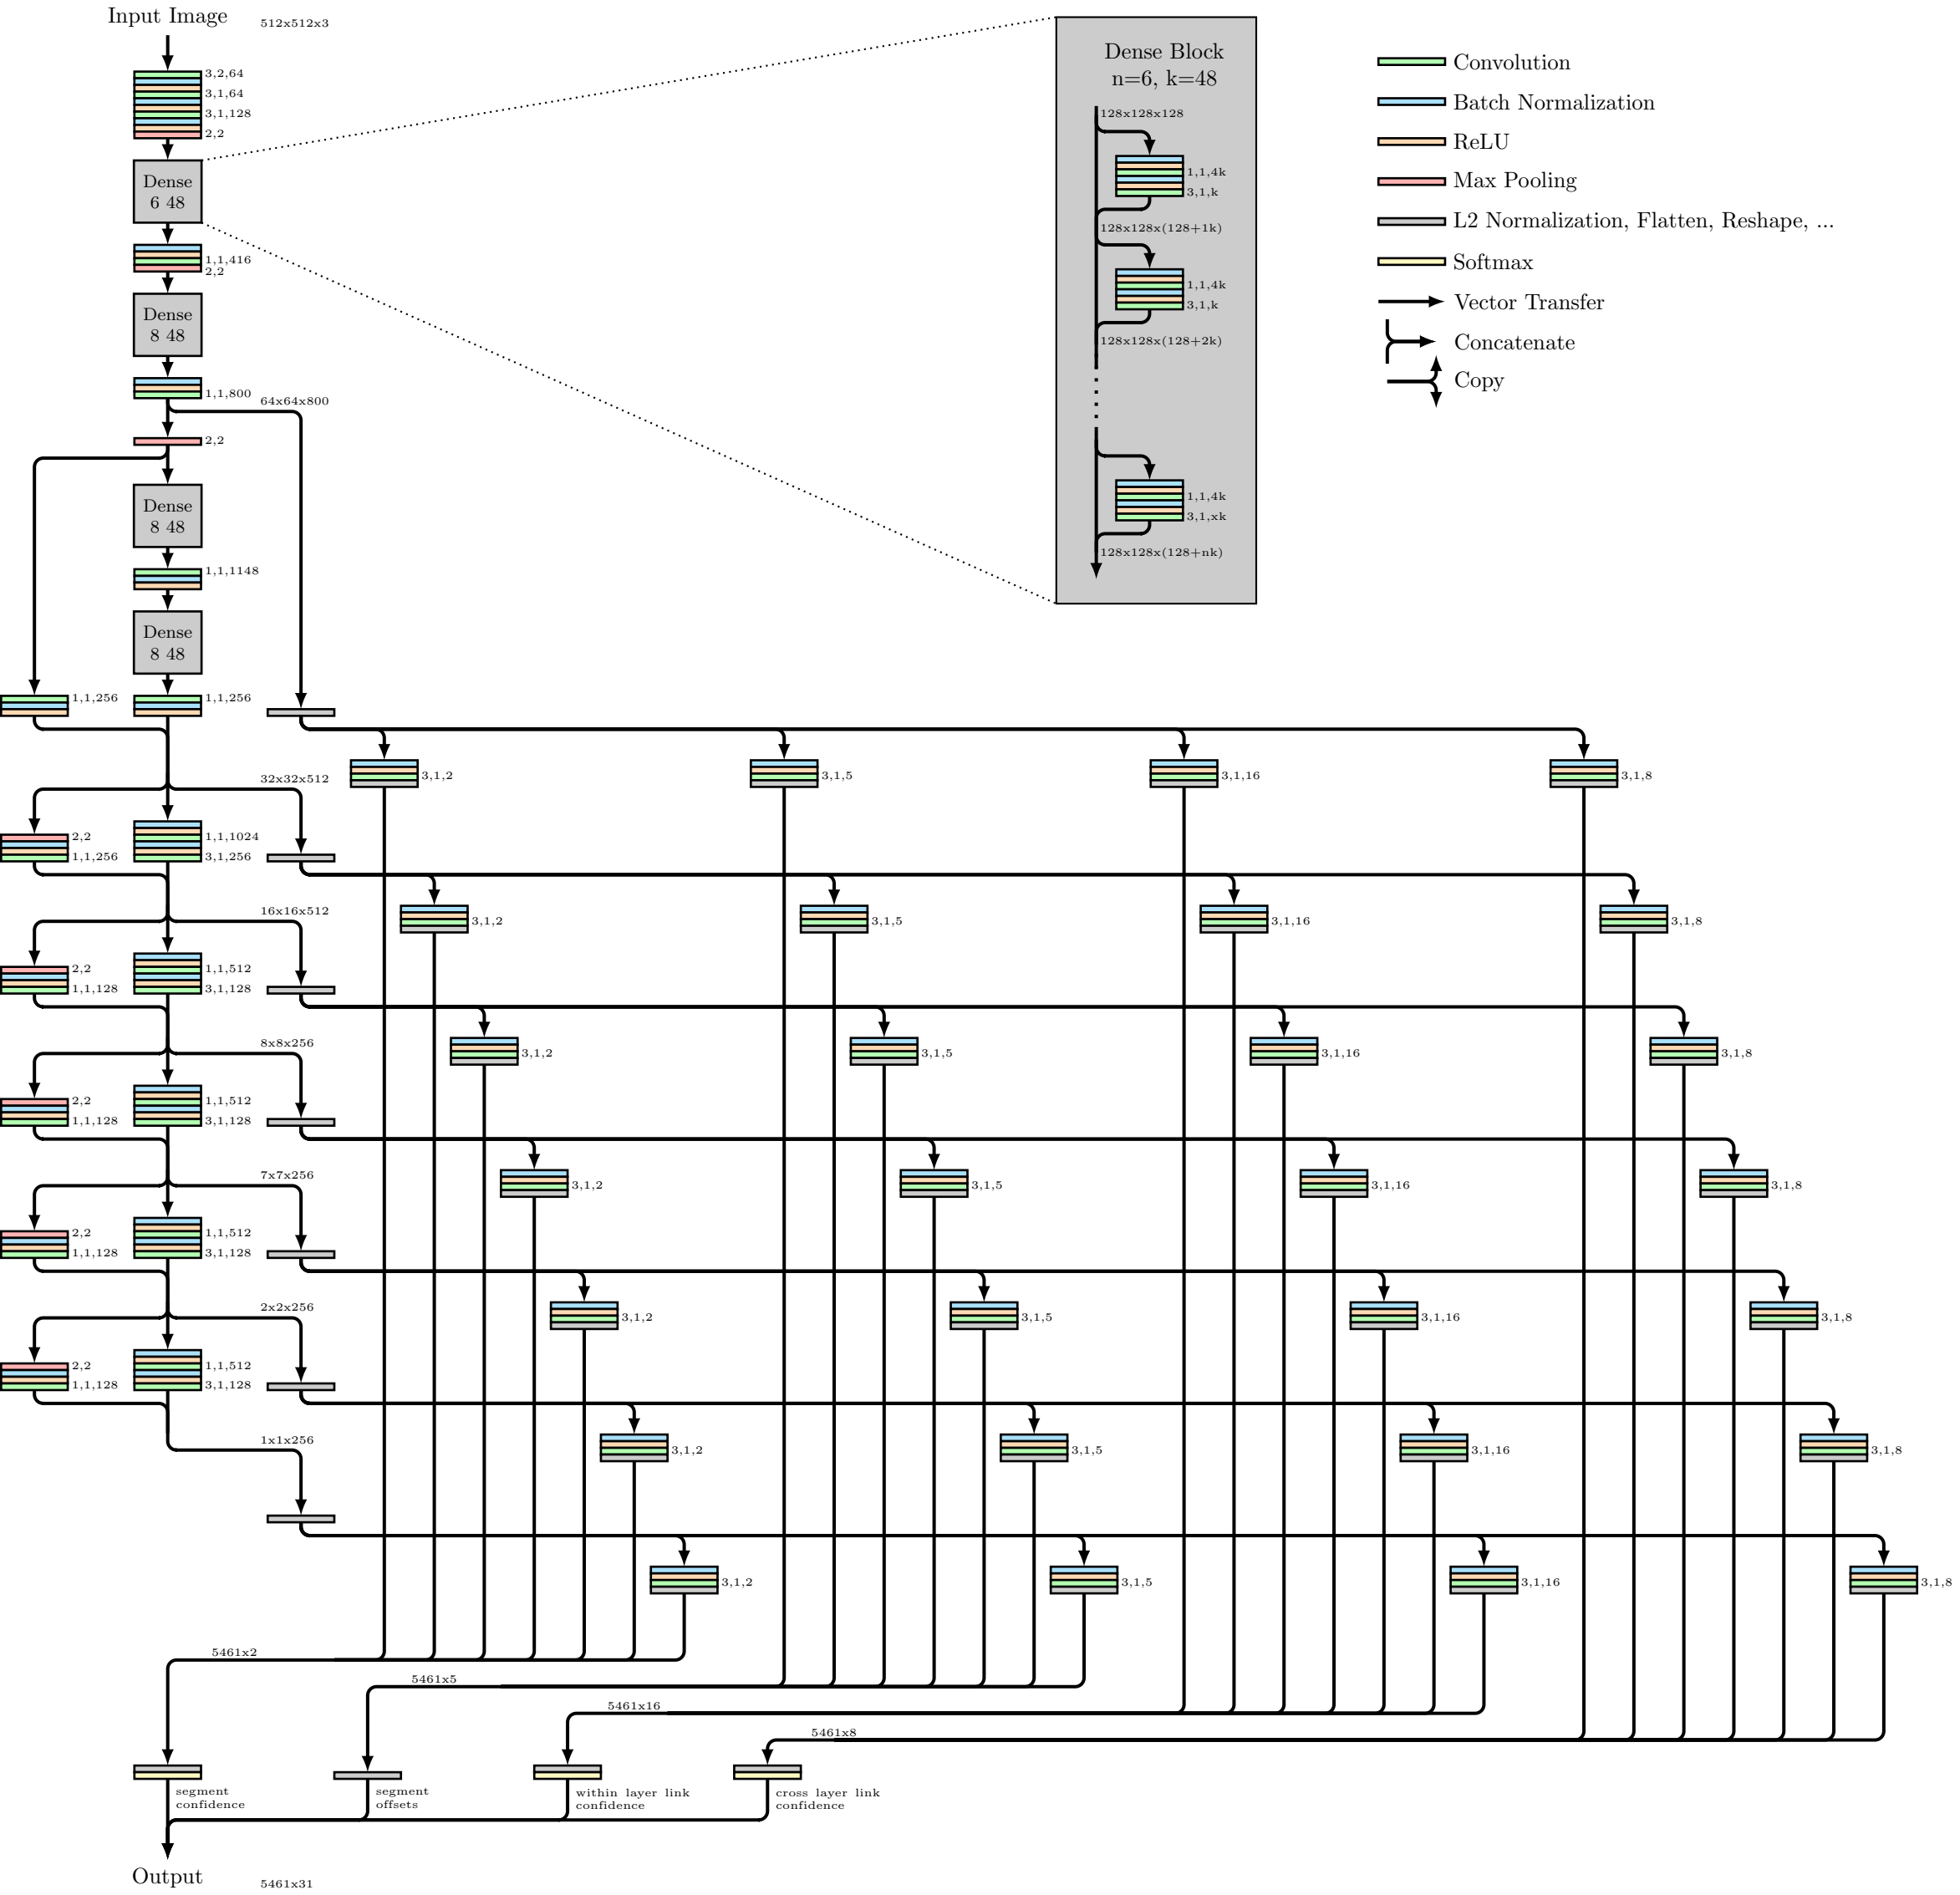 Input Image
512x512x3
3,2,64
3,1,64
3,1,128
2,2
Dense
6 48
1,1,416
2,2
Dense
8 48
1,1,800
64x64x800
2,2
Dense
8 48
1,1,1148
Dense
8 48
1,1,256
1,1,256
Dense Block
n=6, k=48
128x128x128
1,1,4k
3,1,k
128x128x(128+1k)
1,1,4k
3,1,k
128x128x(128+2k)
1,1,4k
3,1,xk
128x128x(128+nk)
Convolution
Batch Normalization
ReLU
Max Pooling
L2 Normalization, Flatten, Reshape, ...
Softmax
Vector Transfer
Concatenate
Copy
3,1,2
3,1,5
3,1,16
3,1,8
32x32x512
2,2
1,1,256
1,1,1024
3,1,256
3,1,2
3,1,5
3,1,16
3,1,8
16x16x512
2,2
1,1,128
1,1,512
3,1,128
3,1,2
3,1,5
3,1,16
3,1,8
8x8x256
2,2
1,1,128
1,1,512
3,1,128
3,1,2
3,1,5
3,1,16
3,1,8
7x7x256
2,2
1,1,128
1,1,512
3,1,128
3,1,2
3,1,5
3,1,16
3,1,8
2x2x256
2,2
1,1,128
1,1,512
3,1,128
3,1,2
3,1,5
3,1,16
3,1,8
1x1x256
3,1,2
3,1,5
3,1,16
3,1,8
5461x2
5461x5
5461x16
5461x8
segment
confidence
segment
offsets
within layer link
confidence
cross layer link
confidence
Output
5461x31